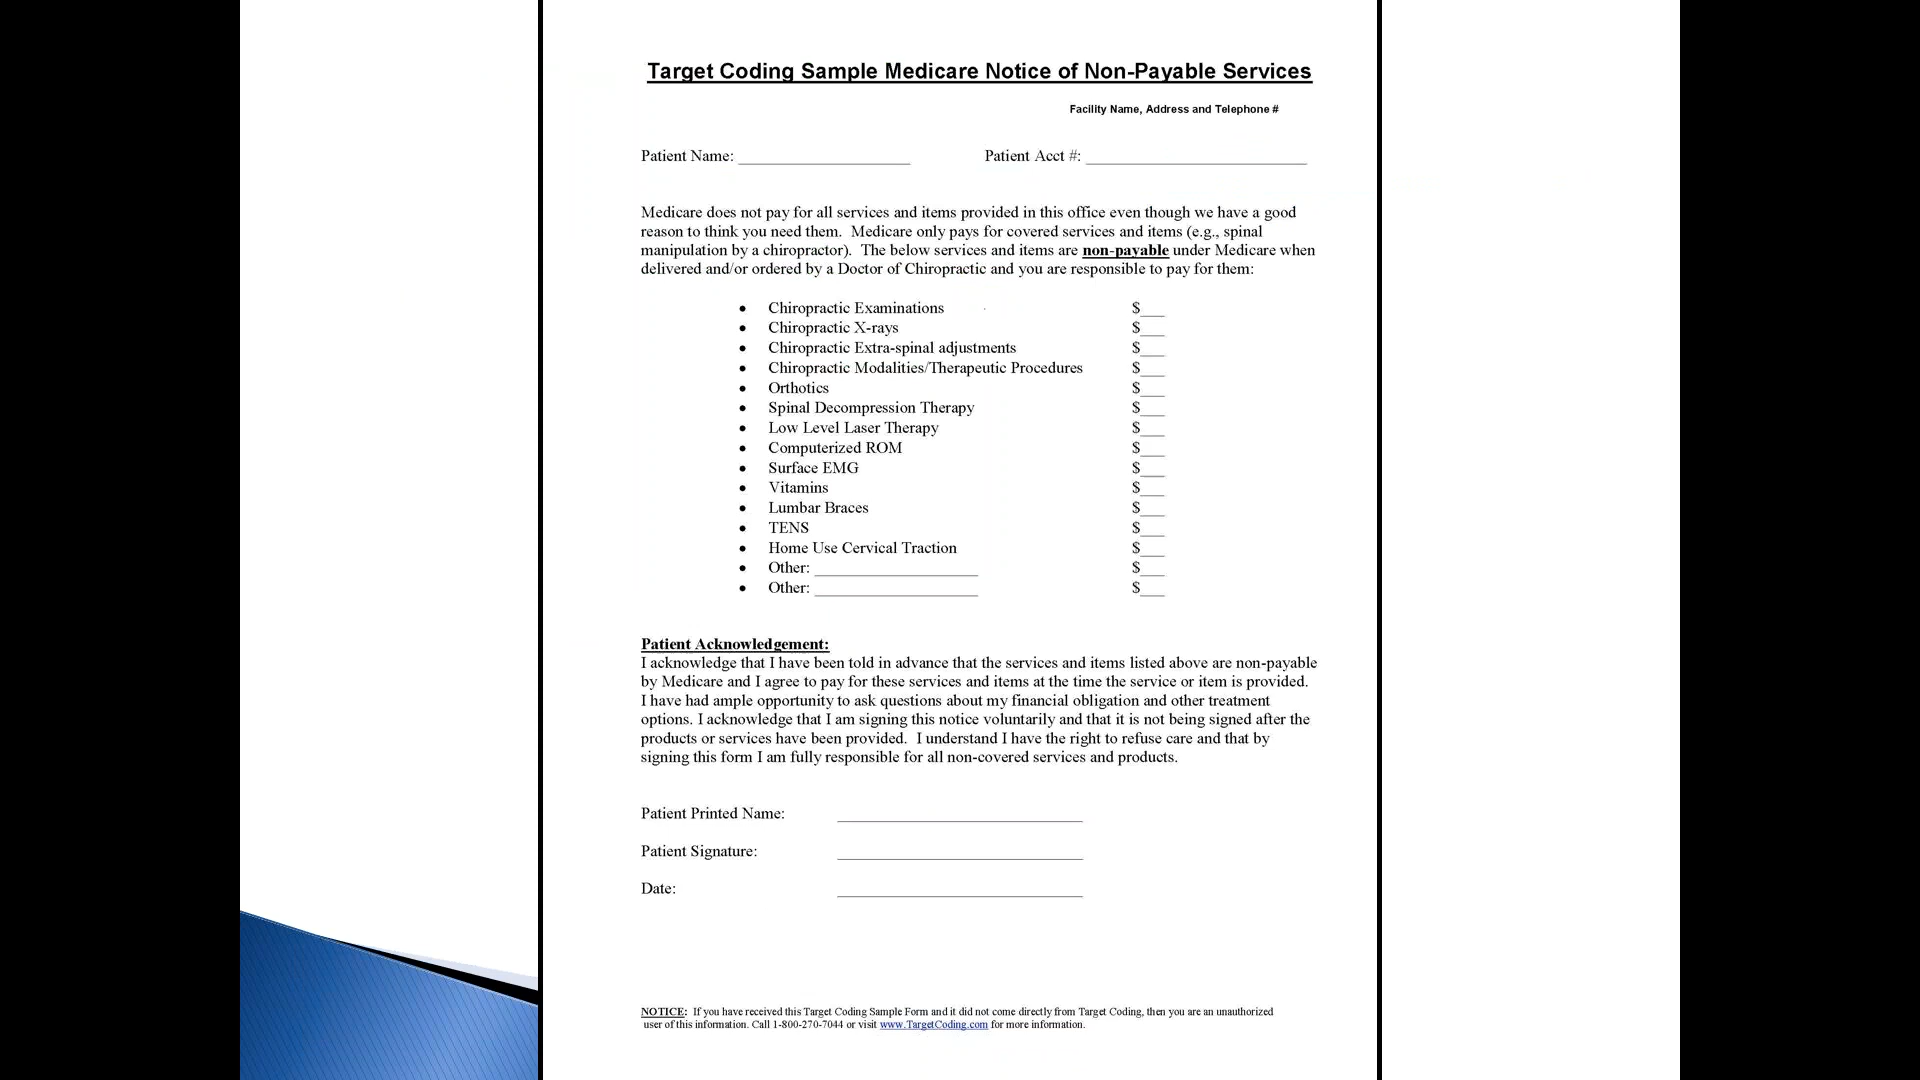 Target Coding Sample Medicare Notice of Non-Payable Services
Facility Name, Address and Telephone #
Patient Name: _____________________ Patient Acct #: ___________________________
Medicare does not pay for all services and items provided in this office even though we have a good
reason to think you need them.  Medicare only pays for covered services and items (e.g., spinal
manipulation by a chiropractor).  The below services and items are non-payable under Medicare when
delivered and/or ordered by a Doctor of Chiropractic and you are responsible to pay for them:
• Chiropractic Examinations $___
• Chiropractic X-rays $___
• Chiropractic Extra-spinal adjustments $___
• Chiropractic Modalities/Therapeutic Procedures $___
• Orthotics $___
• Spinal Decompression Therapy $___
• Low Level Laser Therapy $___
• Computerized ROM $___
• Surface EMG $___
• Vitamins $___
• Lumbar Braces $___
• TENS $___
• Home Use Cervical Traction $___
• Other: ____________________ $___
• Other: ____________________ $___
Patient Acknowledgement:
I acknowledge that I have been told in advance that the services and items listed above are non-payable
by Medicare and I agree to pay for these services and items at the time the service or item is provided.
I have had ample opportunity to ask questions about my financial obligation and other treatment
options. I acknowledge that I am signing this notice voluntarily and that it is not being signed after the
products or services have been provided.  I understand I have the right to refuse care and that by
signing this form I am fully responsible for all non-covered services and products.
Patient Printed Name: ______________________________
Patient Signature: ______________________________
Date: ______________________________
NOTICE:  If you have received this Target Coding Sample Form and it did not come directly from Target Coding, then you are an unauthorized
user of this information. Call 1-800-270-7044 or visit www.TargetCoding.com for more information.